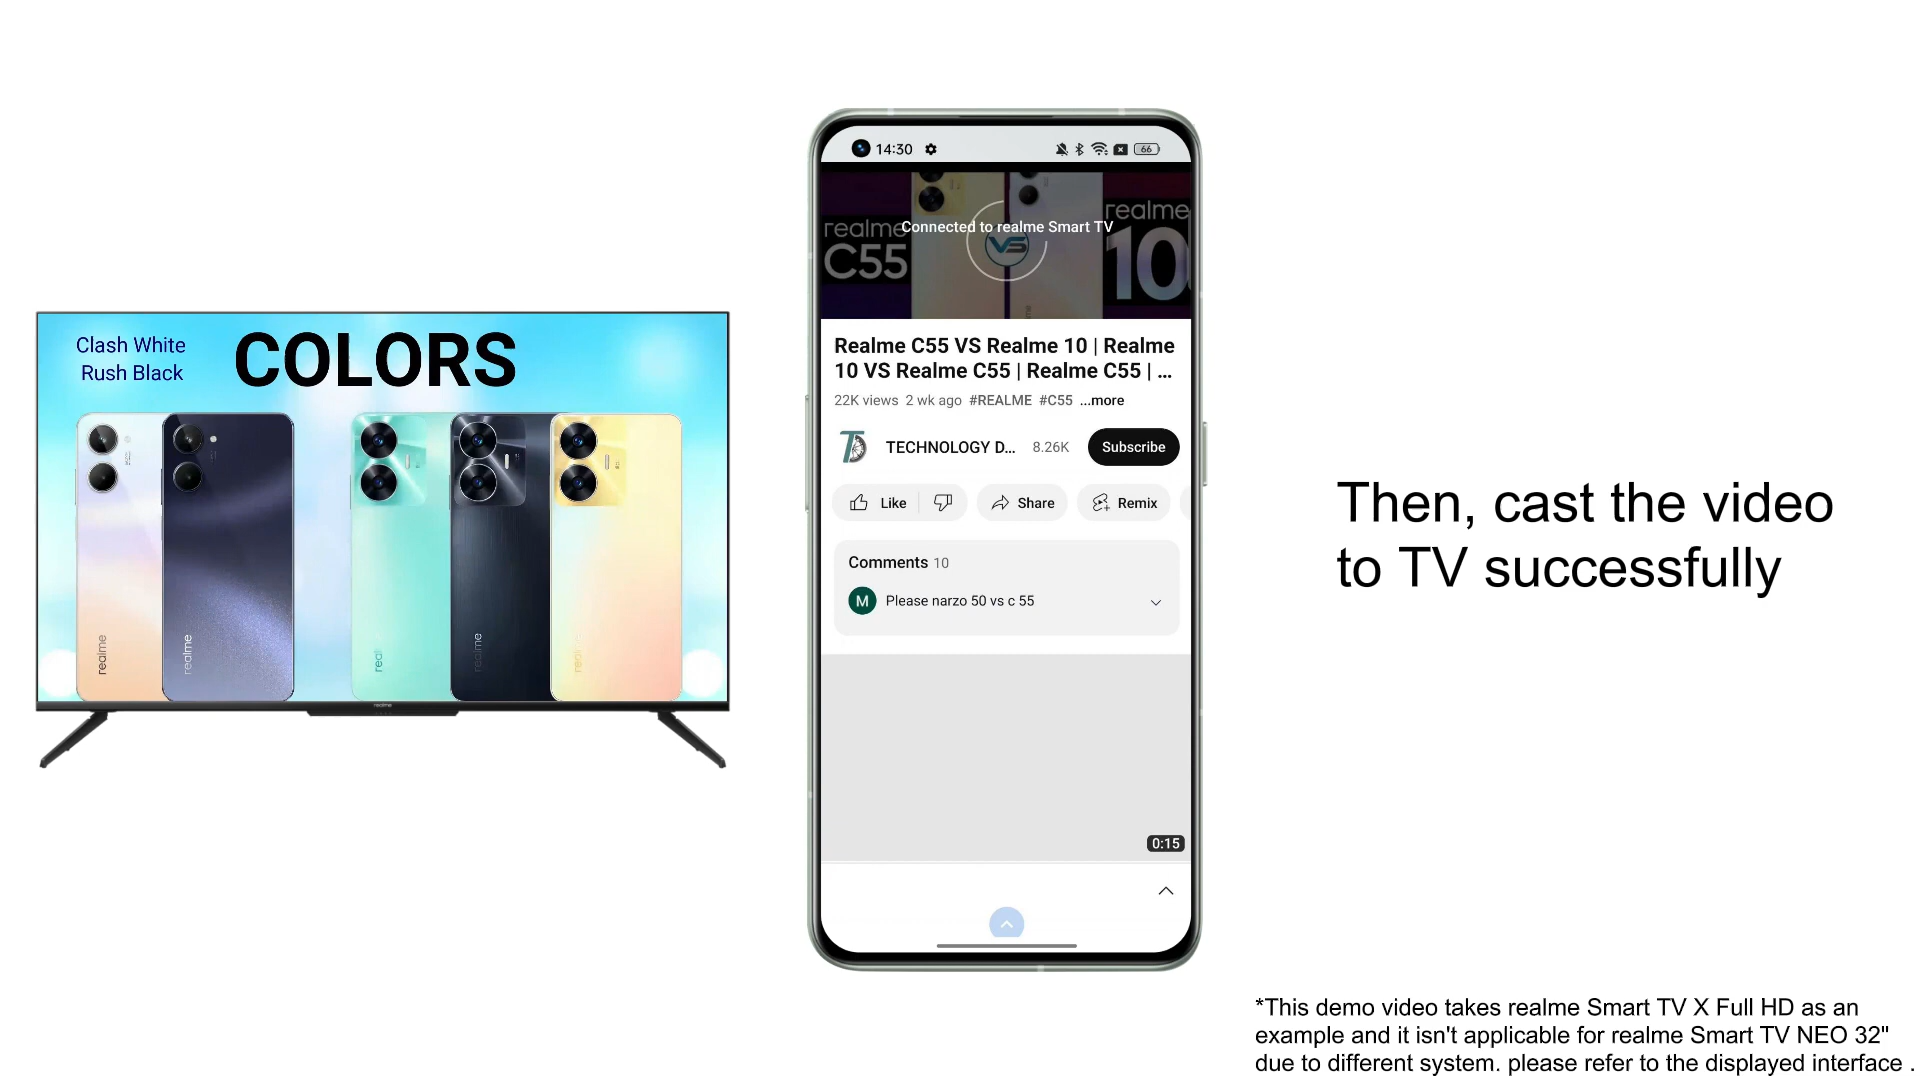 Clash White
Rush Black
COLORS
realme
realme
real
realme
realme
realme
14:30
66
realme
C55
Connected to realme Smart TV
VS
realme
10
Realme C55 VS Realme 10 | Realme
10 VS Realme C55 | Realme C55 | ...
22K views 2 wk ago #REALME #C55 ...more
TECHNOLOGY D... 8.26K Subscribe
Like Share Remix
Comments 10
M Please narzo 50 vs c 55
0:15
Then, cast the video
to TV successfully
*This demo video takes realme Smart TV X Full HD as an
example and it isn't applicable for realme Smart TV NEO 32"
due to different system. please refer to the displayed interface .